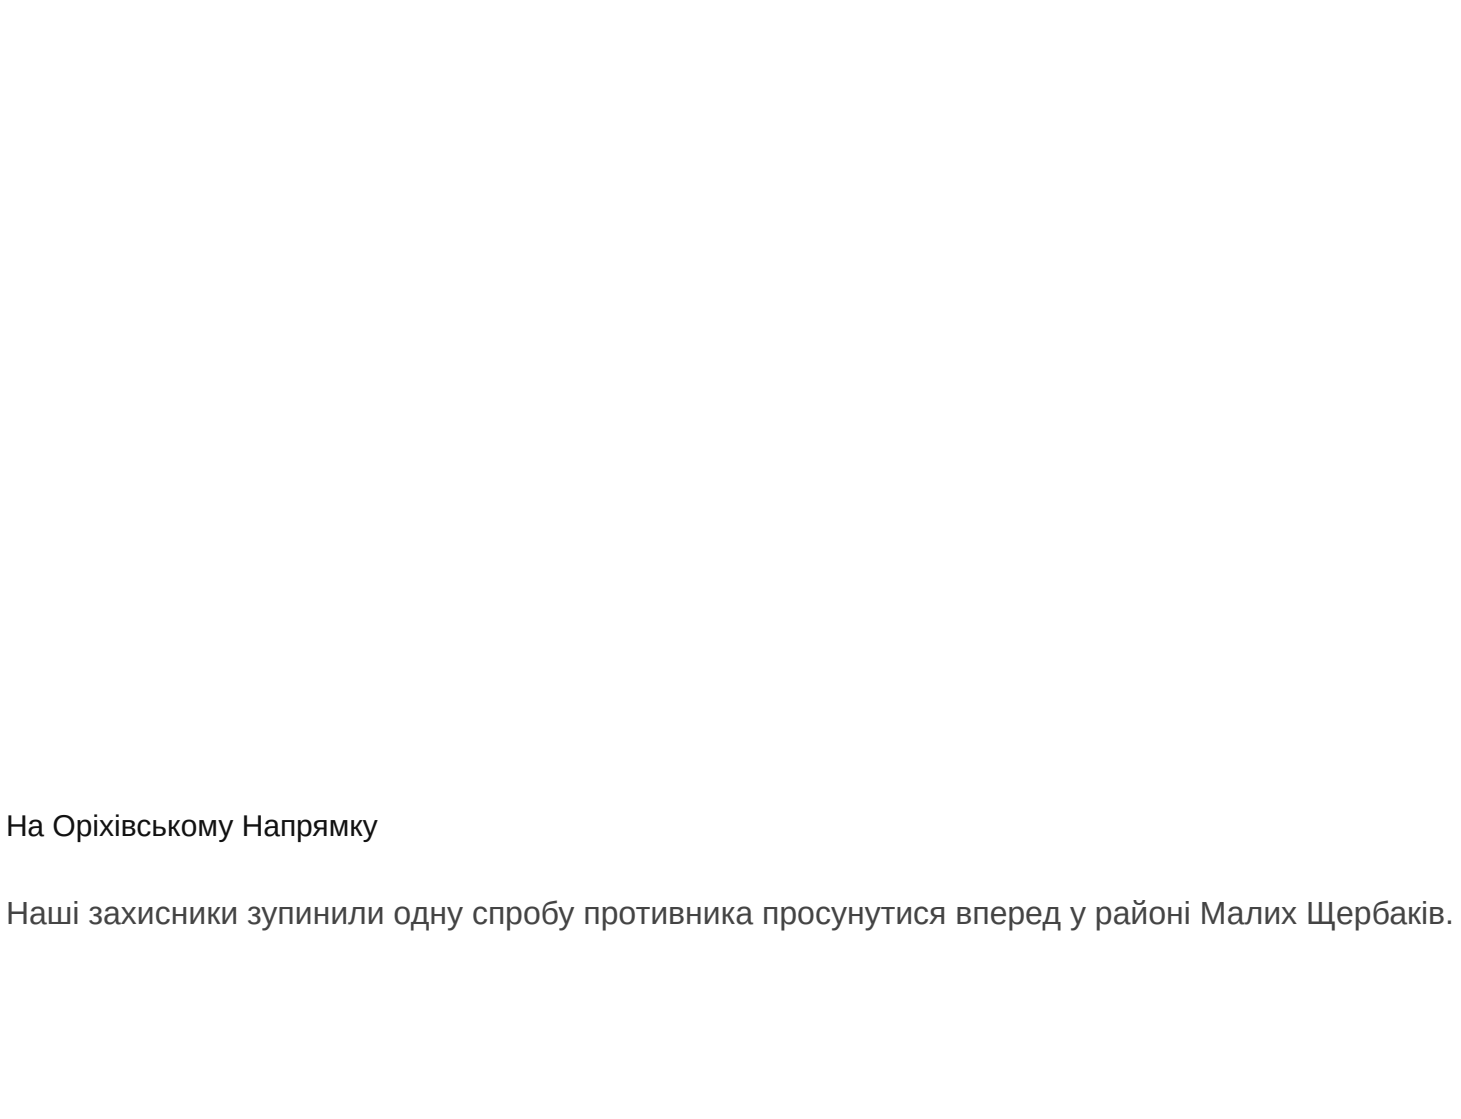 На Оріхівському Напрямку
Наші захисники зупинили одну спробу противника просунутися вперед у районі Малих Щербаків.